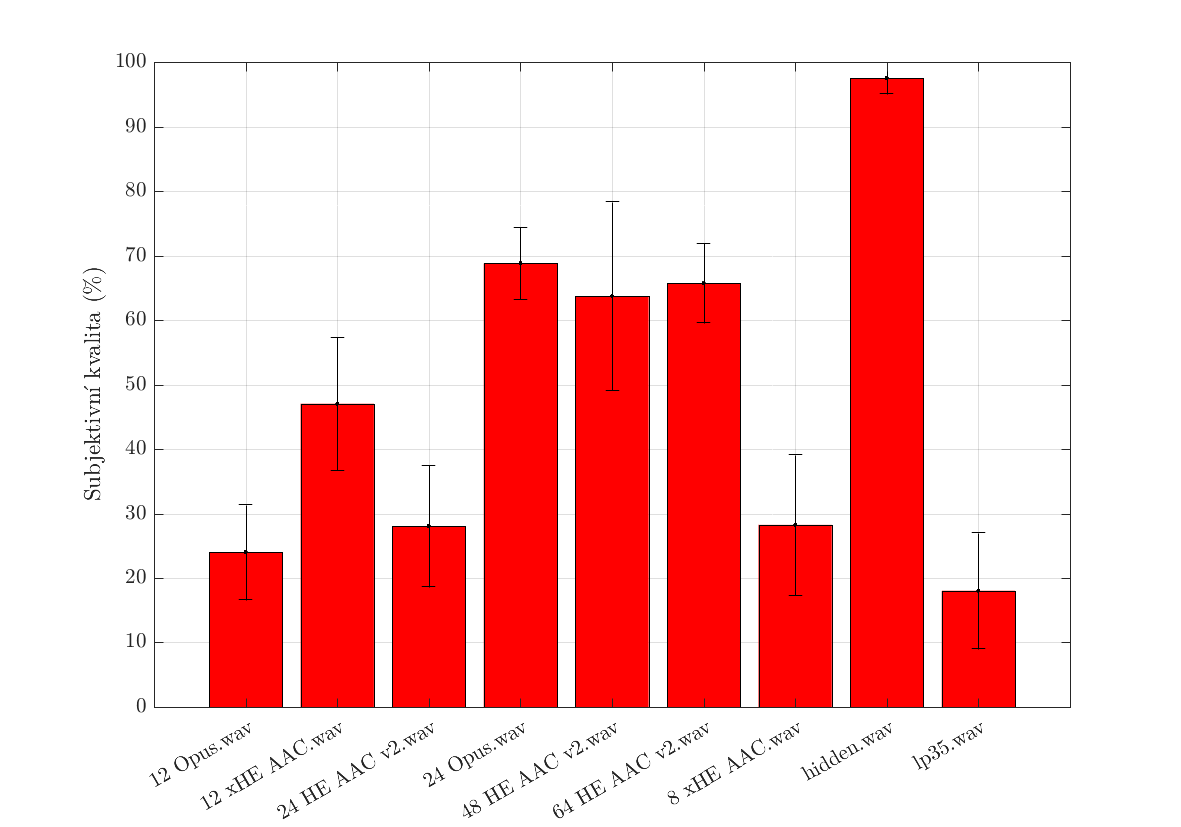 100
90
80
70
60
50
40
30
20
10
0
Subjektivní kvalita (%)
12 Opus.wav
12 xHE AAC.wav
24 HE AAC v2.wav
24 Opus.wav
48 HE AAC v2.wav
64 HE AAC v2.wav
8 xHE AAC.wav
hidden.wav
lp35.wav